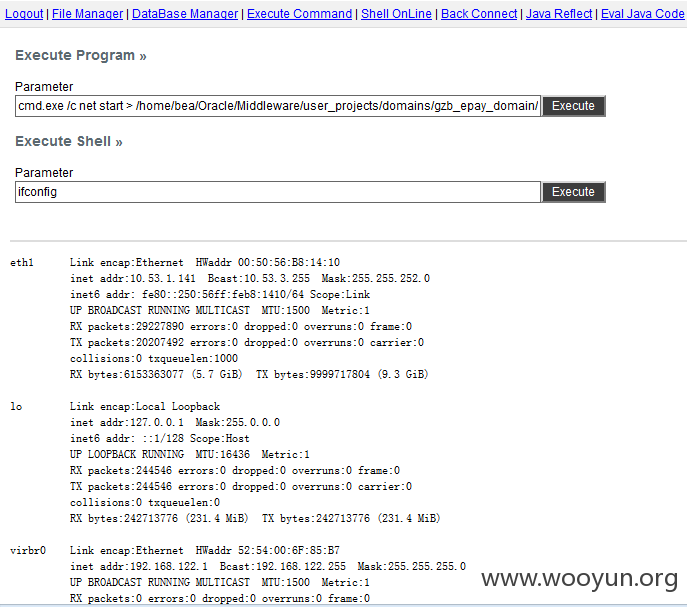 Logout | File Manager | DataBase Manager | Execute Command | Shell OnLine | Back Connect | Java Reflect | Eval Java Code
Execute Program »
Parameter
cmd.exe /c net start > /home/bea/Oracle/Middleware/user_projects/domains/gzb_epay_domain/ Execute
Execute Shell »
Parameter
ifconfig Execute
eth1 Link encap:Ethernet HWaddr 00:50:56:B8:14:10
inet addr:10.53.1.141 Bcast:10.53.3.255 Mask:255.255.252.0
inet6 addr: fe80::250:56ff:feb8:1410/64 Scope:Link
UP BROADCAST RUNNING MULTICAST MTU:1500 Metric:1
RX packets:29227890 errors:0 dropped:0 overruns:0 frame:0
TX packets:20207492 errors:0 dropped:0 overruns:0 carrier:0
collisions:0 txqueuelen:1000
RX bytes:6153363077 (5.7 GiB) TX bytes:9999717804 (9.3 GiB)
lo Link encap:Local Loopback
inet addr:127.0.0.1 Mask:255.0.0.0
inet6 addr: ::1/128 Scope:Host
UP LOOPBACK RUNNING MTU:16436 Metric:1
RX packets:244546 errors:0 dropped:0 overruns:0 frame:0
TX packets:244546 errors:0 dropped:0 overruns:0 carrier:0
collisions:0 txqueuelen:0
RX bytes:242713776 (231.4 MiB) TX bytes:242713776 (231.4 MiB)
virbr0 Link encap:Ethernet HWaddr 52:54:00:6F:85:B7
inet addr:192.168.122.1 Bcast:192.168.122.255 Mask:255.255.255.0
UP BROADCAST RUNNING MULTICAST MTU:1500 Metric:1
RX packets:0 errors:0 dropped:0 overruns:0 frame:0
www.wooyun.org